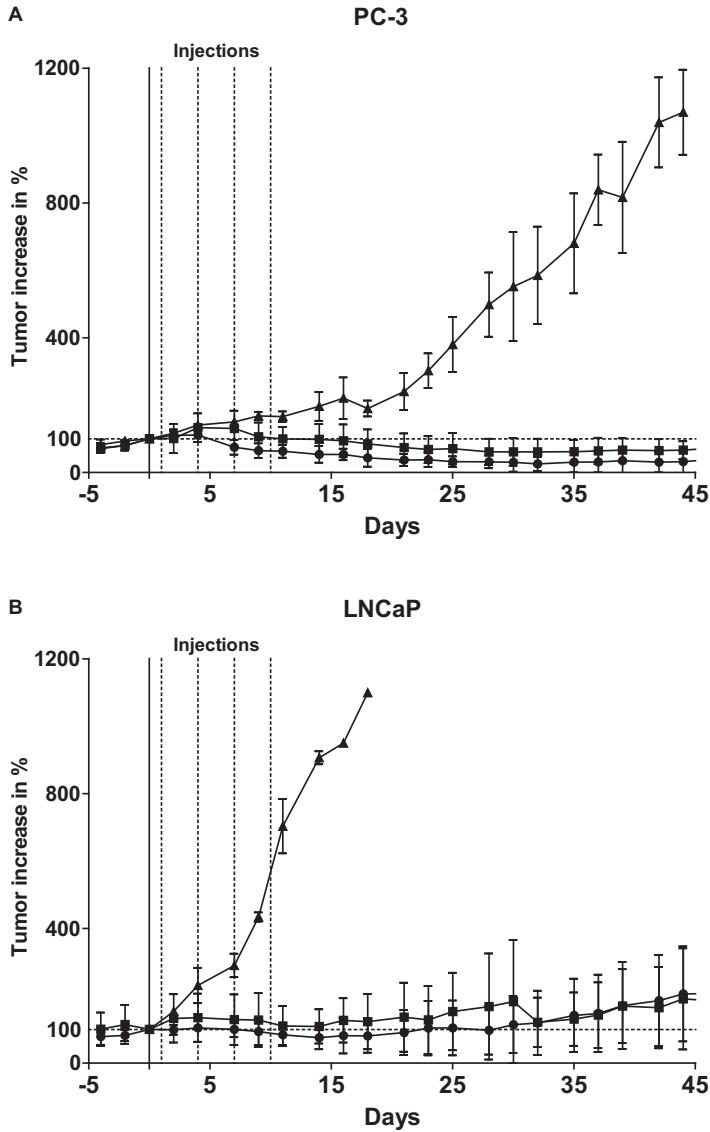 A
PC-3
Injections
1200
800
400
100
0
Tumor increase in %
-5 5 15 25 35 45
Days
B
LNCaP
Injections
1200
800
400
100
0
Tumor increase in %
-5 5 15 25 35 45
Days